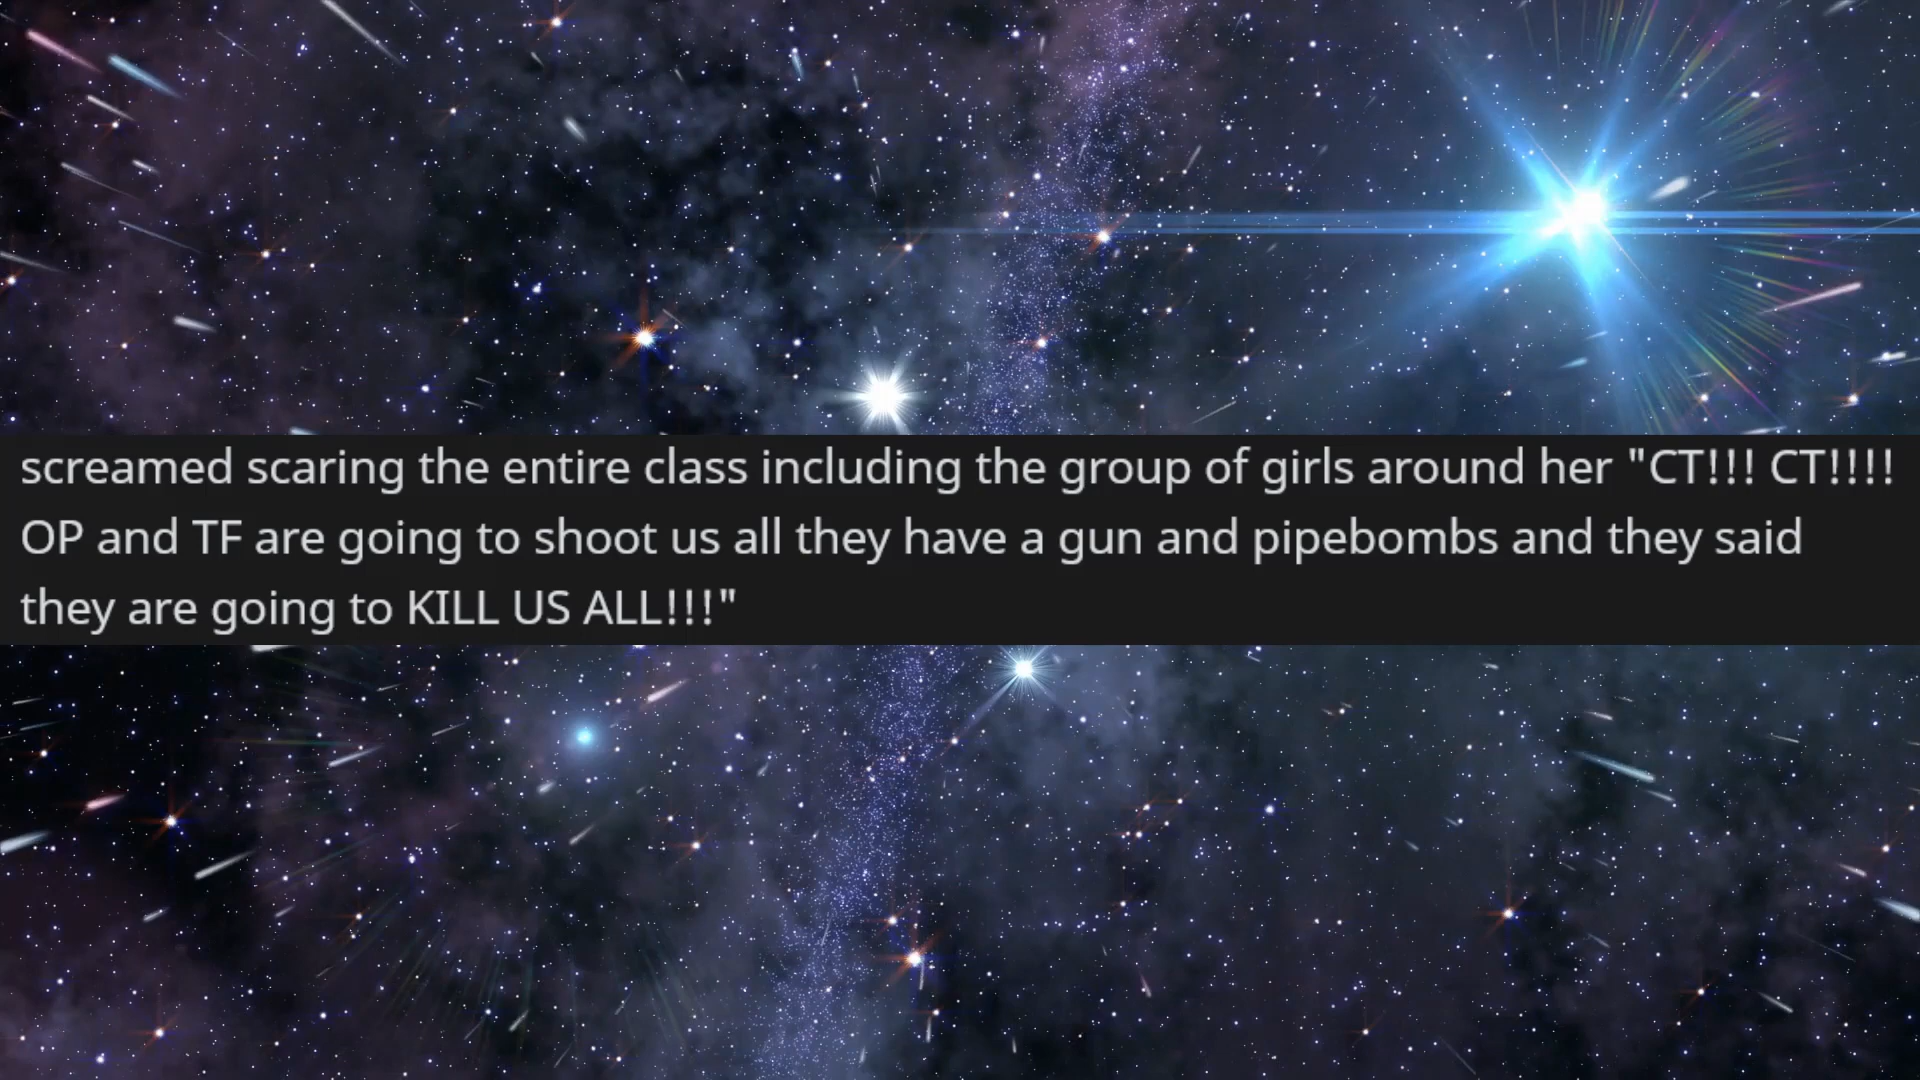 screamed scaring the entire class including the group of girls around her "CT!!! CT!!!!
OP and TF are going to shoot us all they have a gun and pipebombs and they said
they are going to KILL US ALL!!!"